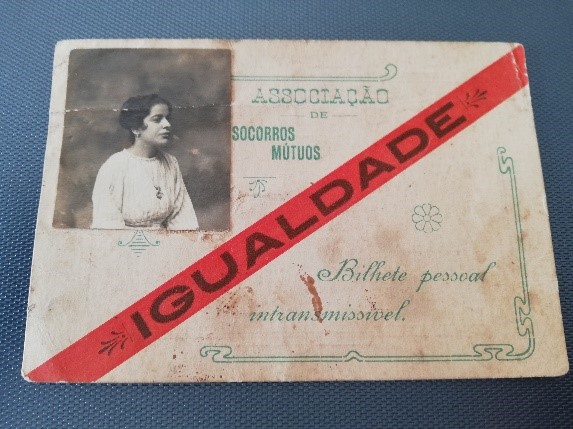 ASSOCIAÇÃO
DE
SOCORROS
MÚTUOS
IGUALDADE
Bilhete pessoal
intransmissivel.